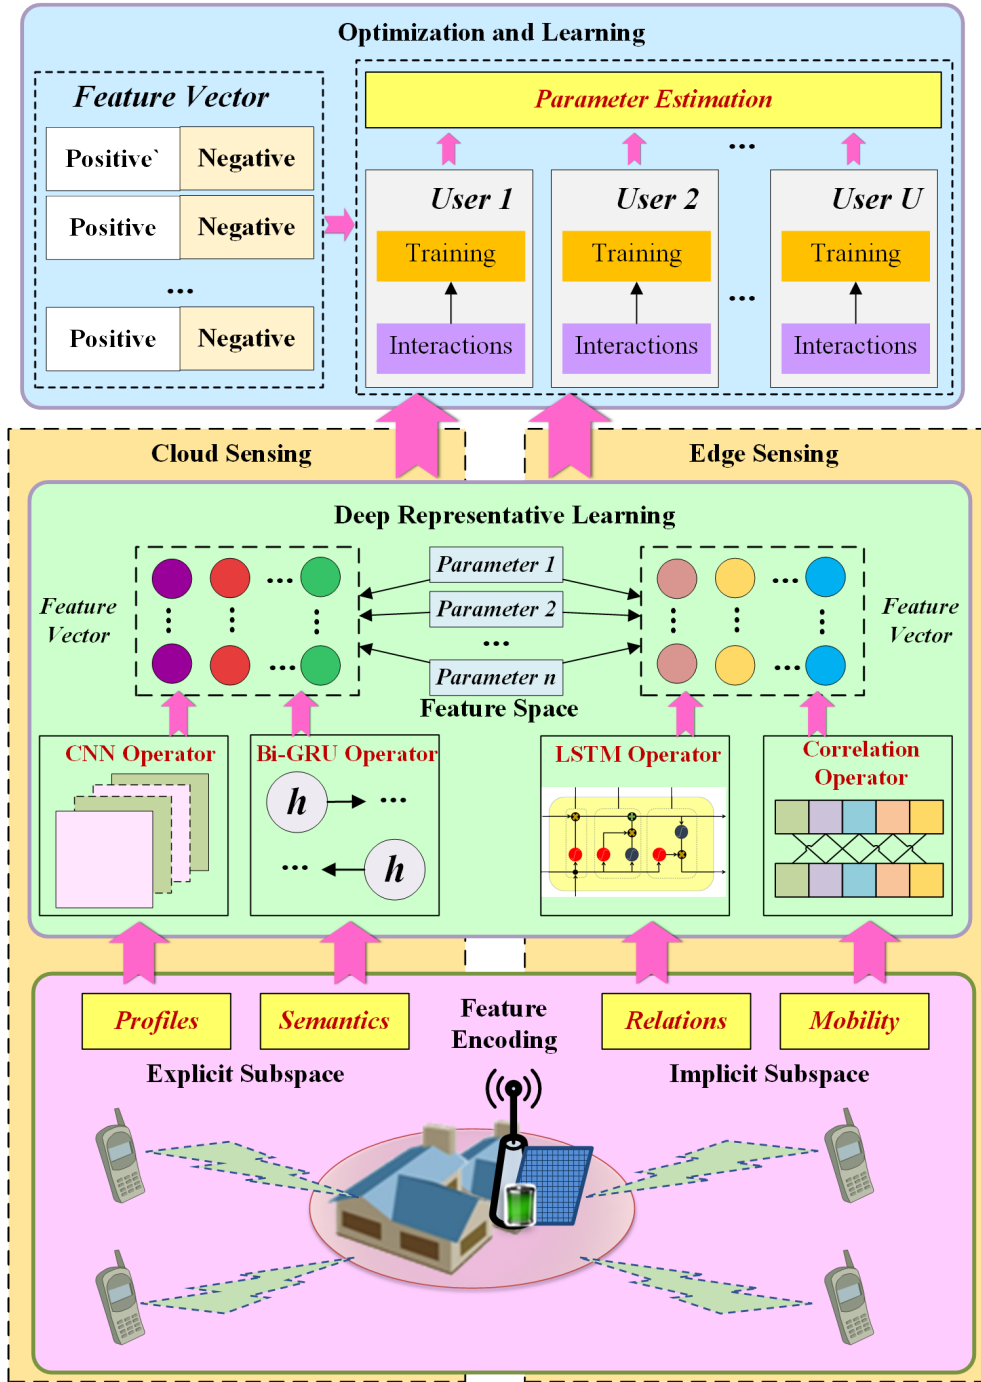 Optimization and Learning
Feature Vector
Positive` Negative
Positive Negative
...
Positive Negative
Parameter Estimation
...
User 1
Training
Interactions
User 2
Training
Interactions
...
User U
Training
Interactions
Cloud Sensing
Edge Sensing
Deep Representative Learning
Feature
Vector
...
...
Parameter 1
Parameter 2
...
Parameter n
Feature Space
...
...
Feature
Vector
CNN Operator
Bi-GRU Operator
h ...
... h
LSTM Operator
Correlation
Operator
Profiles
Semantics
Feature
Encoding
Relations
Mobility
Explicit Subspace
Implicit Subspace